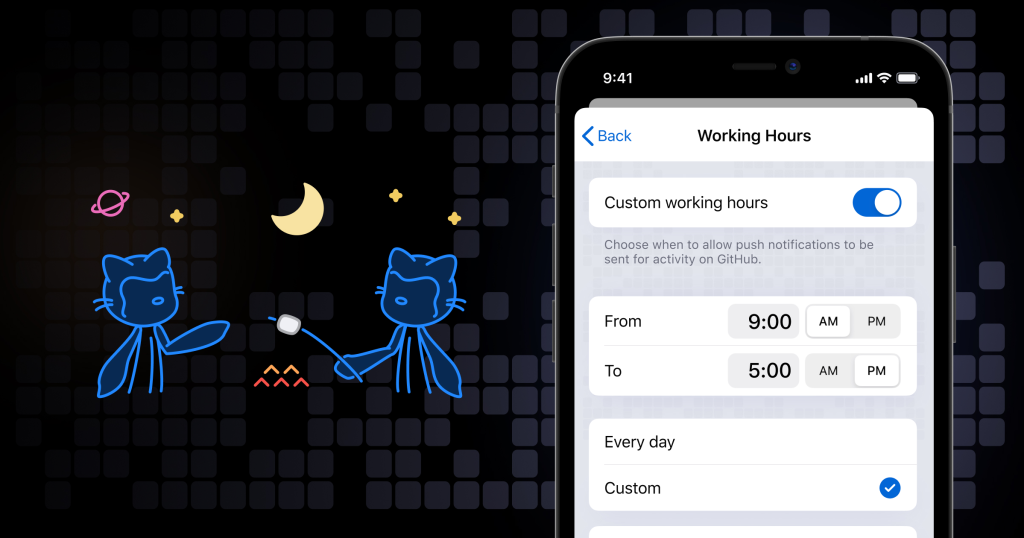 9:41
Back
Working Hours
Custom working hours
Choose when to allow push notifications to be
sent for activity on GitHub.
From 9:00 AM PM
To 5:00 AM PM
Every day
Custom